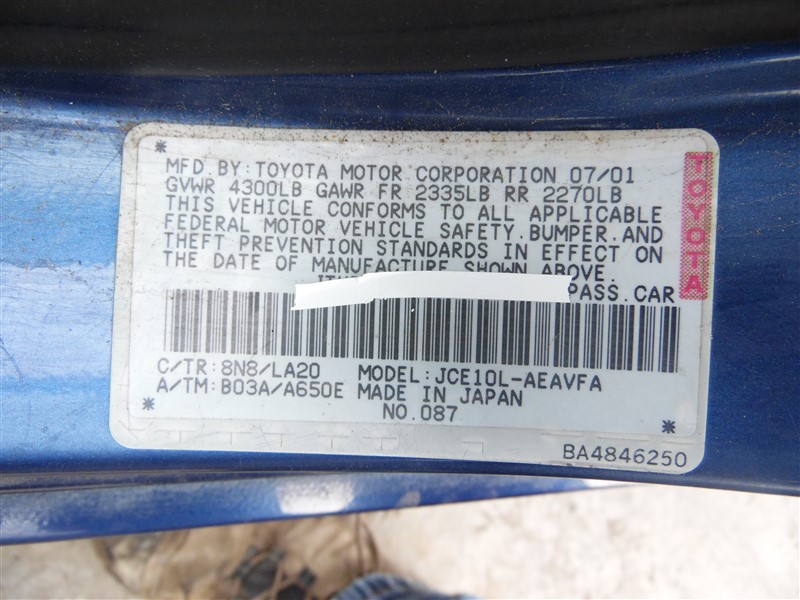 MFD. BY: TOYOTA MOTOR CORPORATION 07/01
GVWR 4300LB GAWR FR 2335LB RR 2270LB
THIS VEHICLE CONFORMS TO ALL APPLICABLE
FEDERAL MOTOR VEHICLE SAFETY. BUMPER. AND
THEFT PREVENTION STANDARDS IN EFFECT ON
THE DATE OF MANUFACTURE SHOWN ABOVE.
PASS. CAR
C/TR: 8N8/LA20 MODEL: JCE10L-AEAVFA
A/TM: B03A/A650E MADE IN JAPAN
NO. 087
BA4846250
TOYOTA